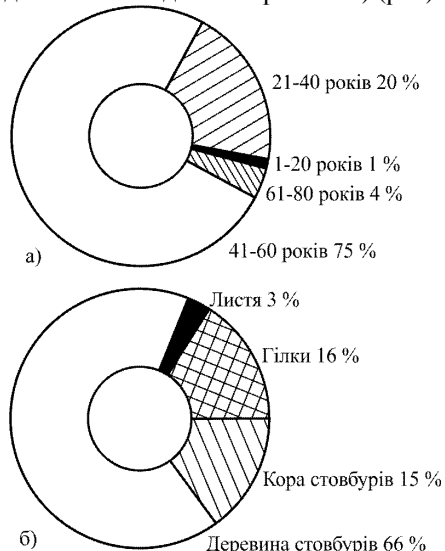 21-40 років 20 %
1-20 років 1 %
61-80 років 4 %
41-60 років 75 %
а)
Листя 3 %
Гілки 16 %
Кора стовбурів 15 %
Деревина стовбурів 66 %
б)